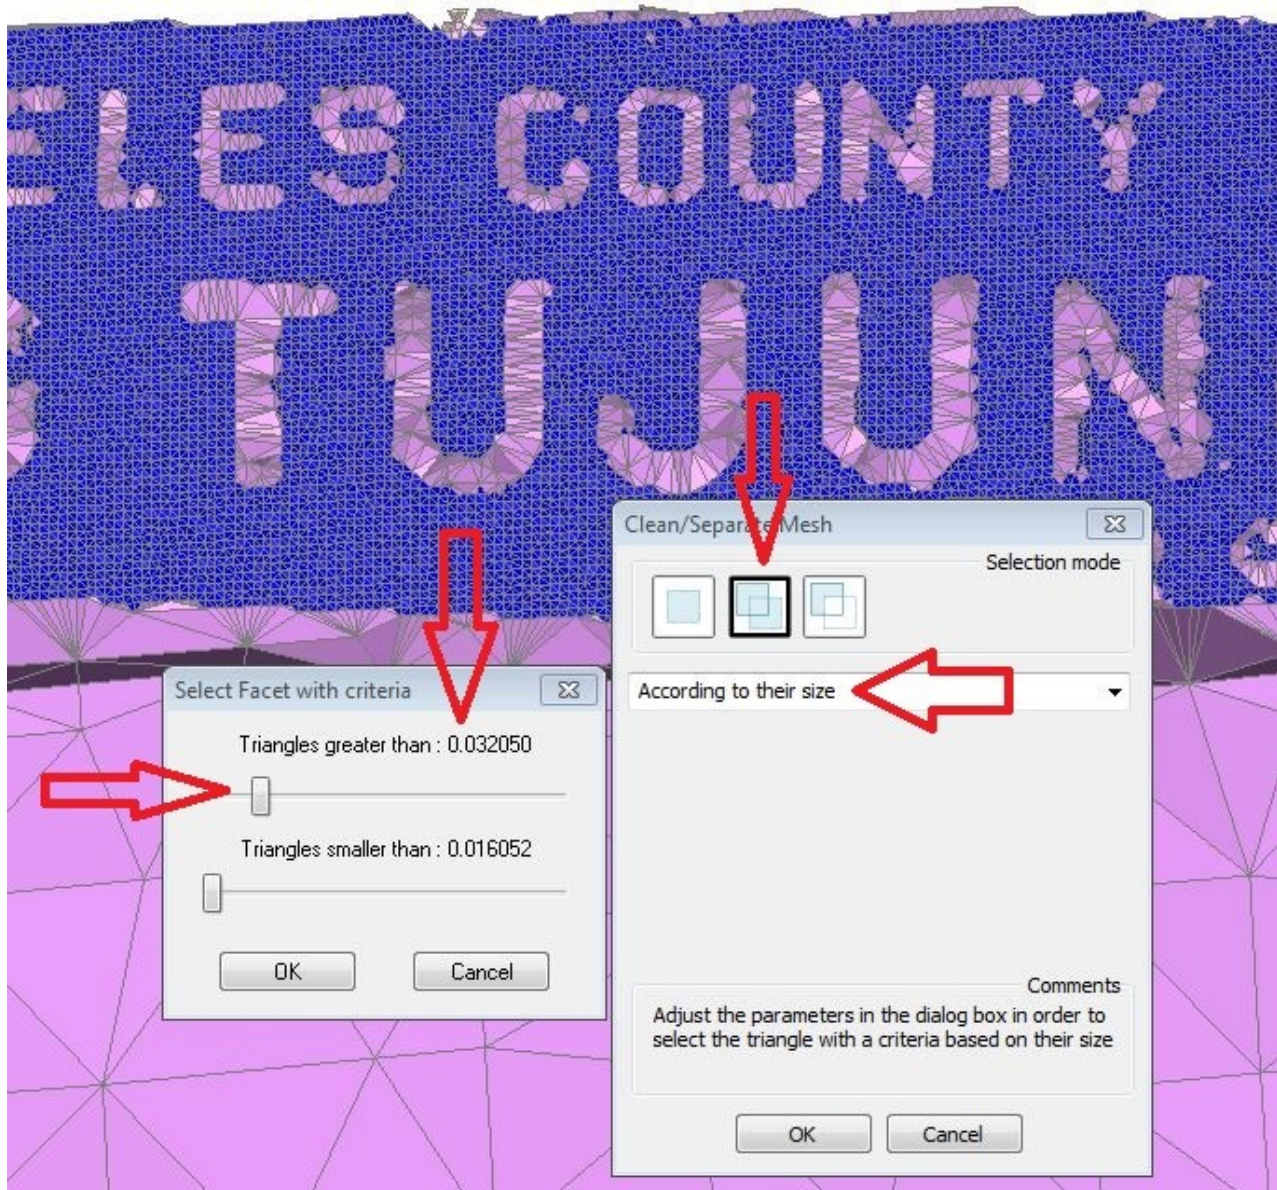 ELES COUNTY
TUJUN
Clean/Separate Mesh
Selection mode
According to their size
Select Facet with criteria
Triangles greater than : 0.032050
Triangles smaller than : 0.016052
OK Cancel
Comments
Adjust the parameters in the dialog box in order to
select the triangle with a criteria based on their size
OK Cancel